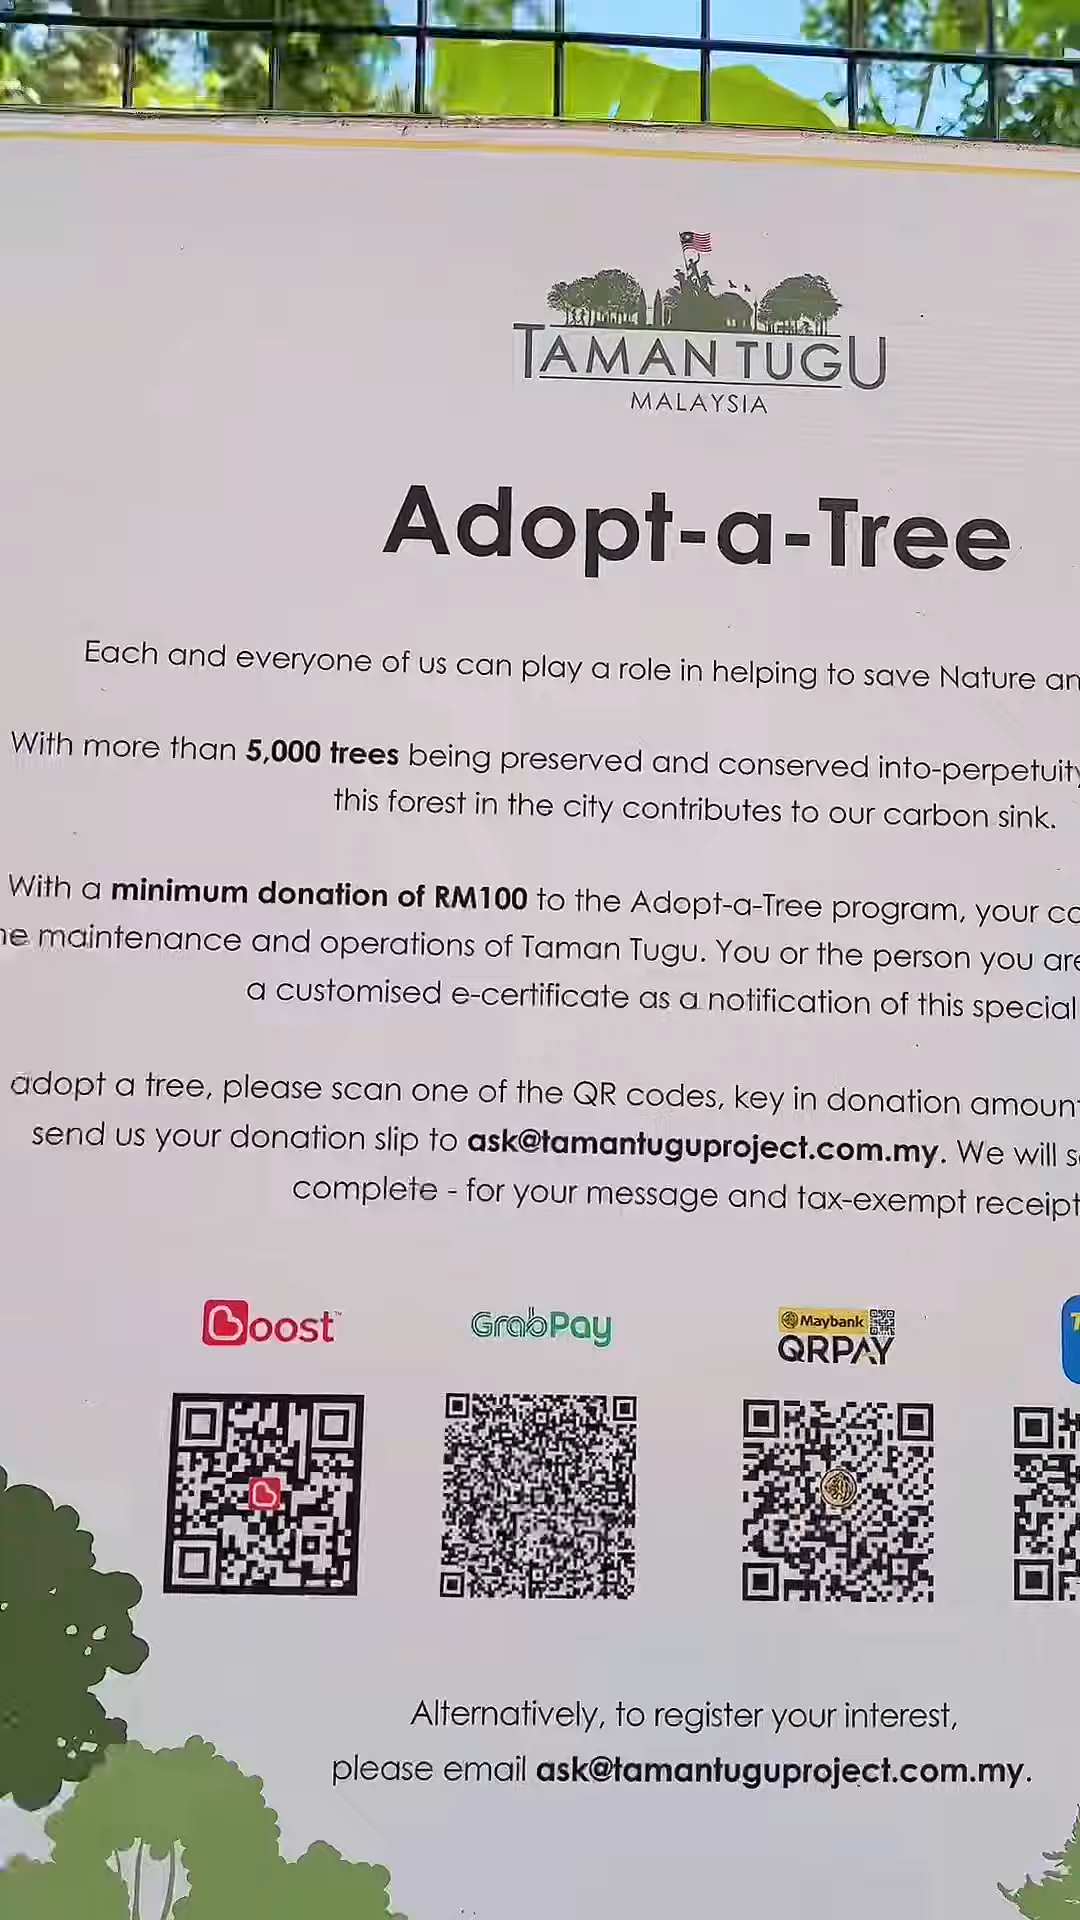 TAMAN TUGU
MALAYSIA
Adopt-a-Tree
Each and everyone of us can play a role in helping to save Nature
With more than 5,000 trees being preserved and conserved into-perpetuity
this forest in the city contributes to our carbon sink.
With a minimum donation of RM100 to the Adopt-a-Tree program, your
maintenance and operations of Taman Tugu. You or the person you
a customised e-certificate as a notification of this special
adopt a tree, please scan one of the QR codes, key in donation
send us your donation slip to ask@tamantuguproject.com.my. We will
complete - for your message and tax-exempt receipt
Boost™
GrabPay
Maybank
QRPAY
Alternatively, to register your interest,
please email ask@tamantuguproject.com.my.